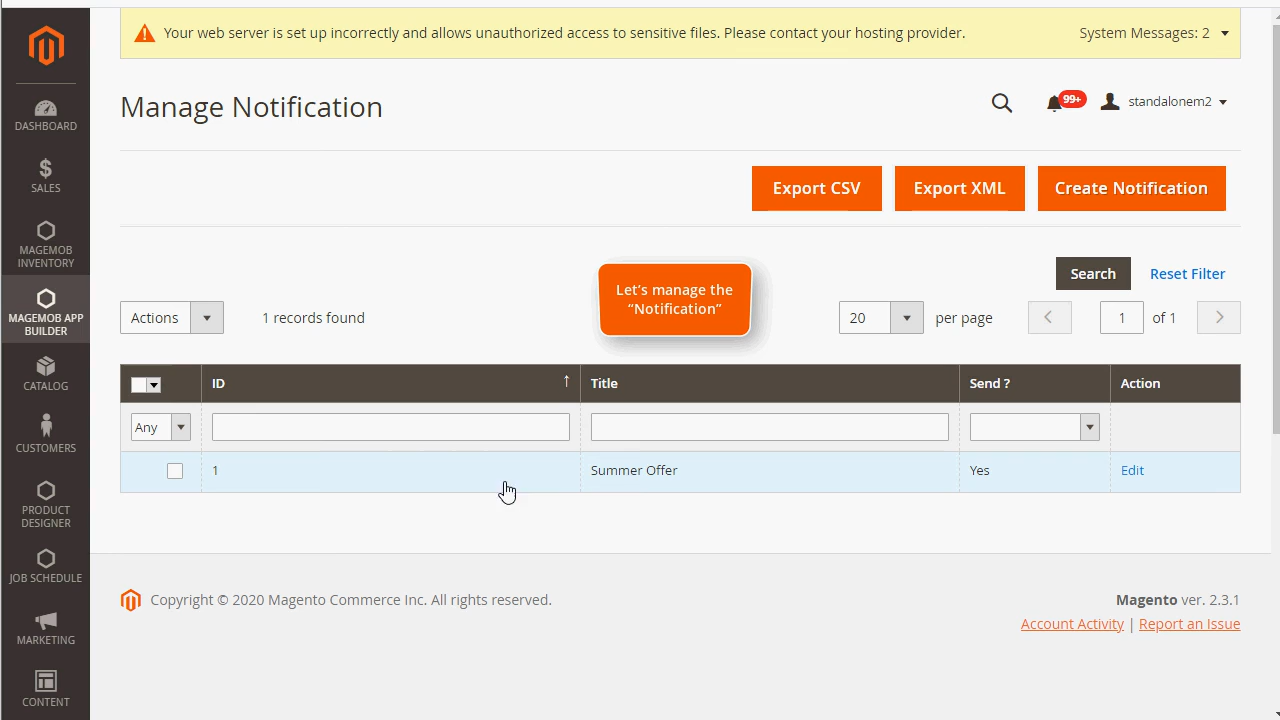 Your web server is set up incorrectly and allows unauthorized access to sensitive files. Please contact your hosting provider.
System Messages: 2
Manage Notification
99+
standalonem2
Export CSV
Export XML
Create Notification
Search
Reset Filter
Let's manage the
“Notification”
Actions
1 records found
20
per page
1
of 1
ID
Title
Send ?
Action
Any
1
Summer Offer
Yes
Edit
Copyright © 2020 Magento Commerce Inc. All rights reserved.
Magento ver. 2.3.1
Account Activity | Report an Issue
DASHBOARD
$
SALES
MAGEMOB
INVENTORY
MAGEMOB APP
BUILDER
CATALOG
CUSTOMERS
PRODUCT
DESIGNER
JOB SCHEDULE
MARKETING
CONTENT